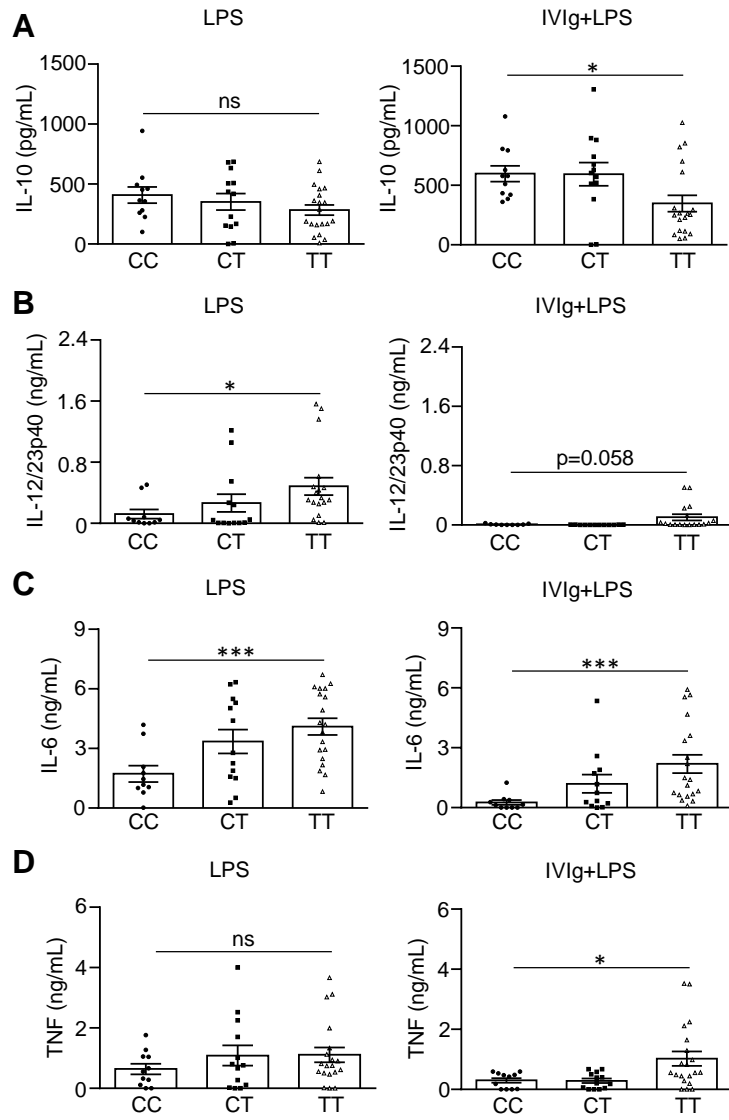 A
LPS
IVIg+LPS
IL-10 (pg/mL)
1500
1000
500
0
ns
CC CT TT
IL-10 (pg/mL)
1500
1000
500
0
*
CC CT TT
B
LPS
IVIg+LPS
IL-12/23p40 (ng/mL)
2.4
1.6
0.8
0
*
CC CT TT
IL-12/23p40 (ng/mL)
2.4
1.6
0.8
0
p=0.058
CC CT TT
C
LPS
IVIg+LPS
IL-6 (ng/mL)
9
6
3
0
***
CC CT TT
IL-6 (ng/mL)
9
6
3
0
***
CC CT TT
D
LPS
IVIg+LPS
TNF (ng/mL)
6
4
2
0
ns
CC CT TT
TNF (ng/mL)
6
4
2
0
*
CC CT TT